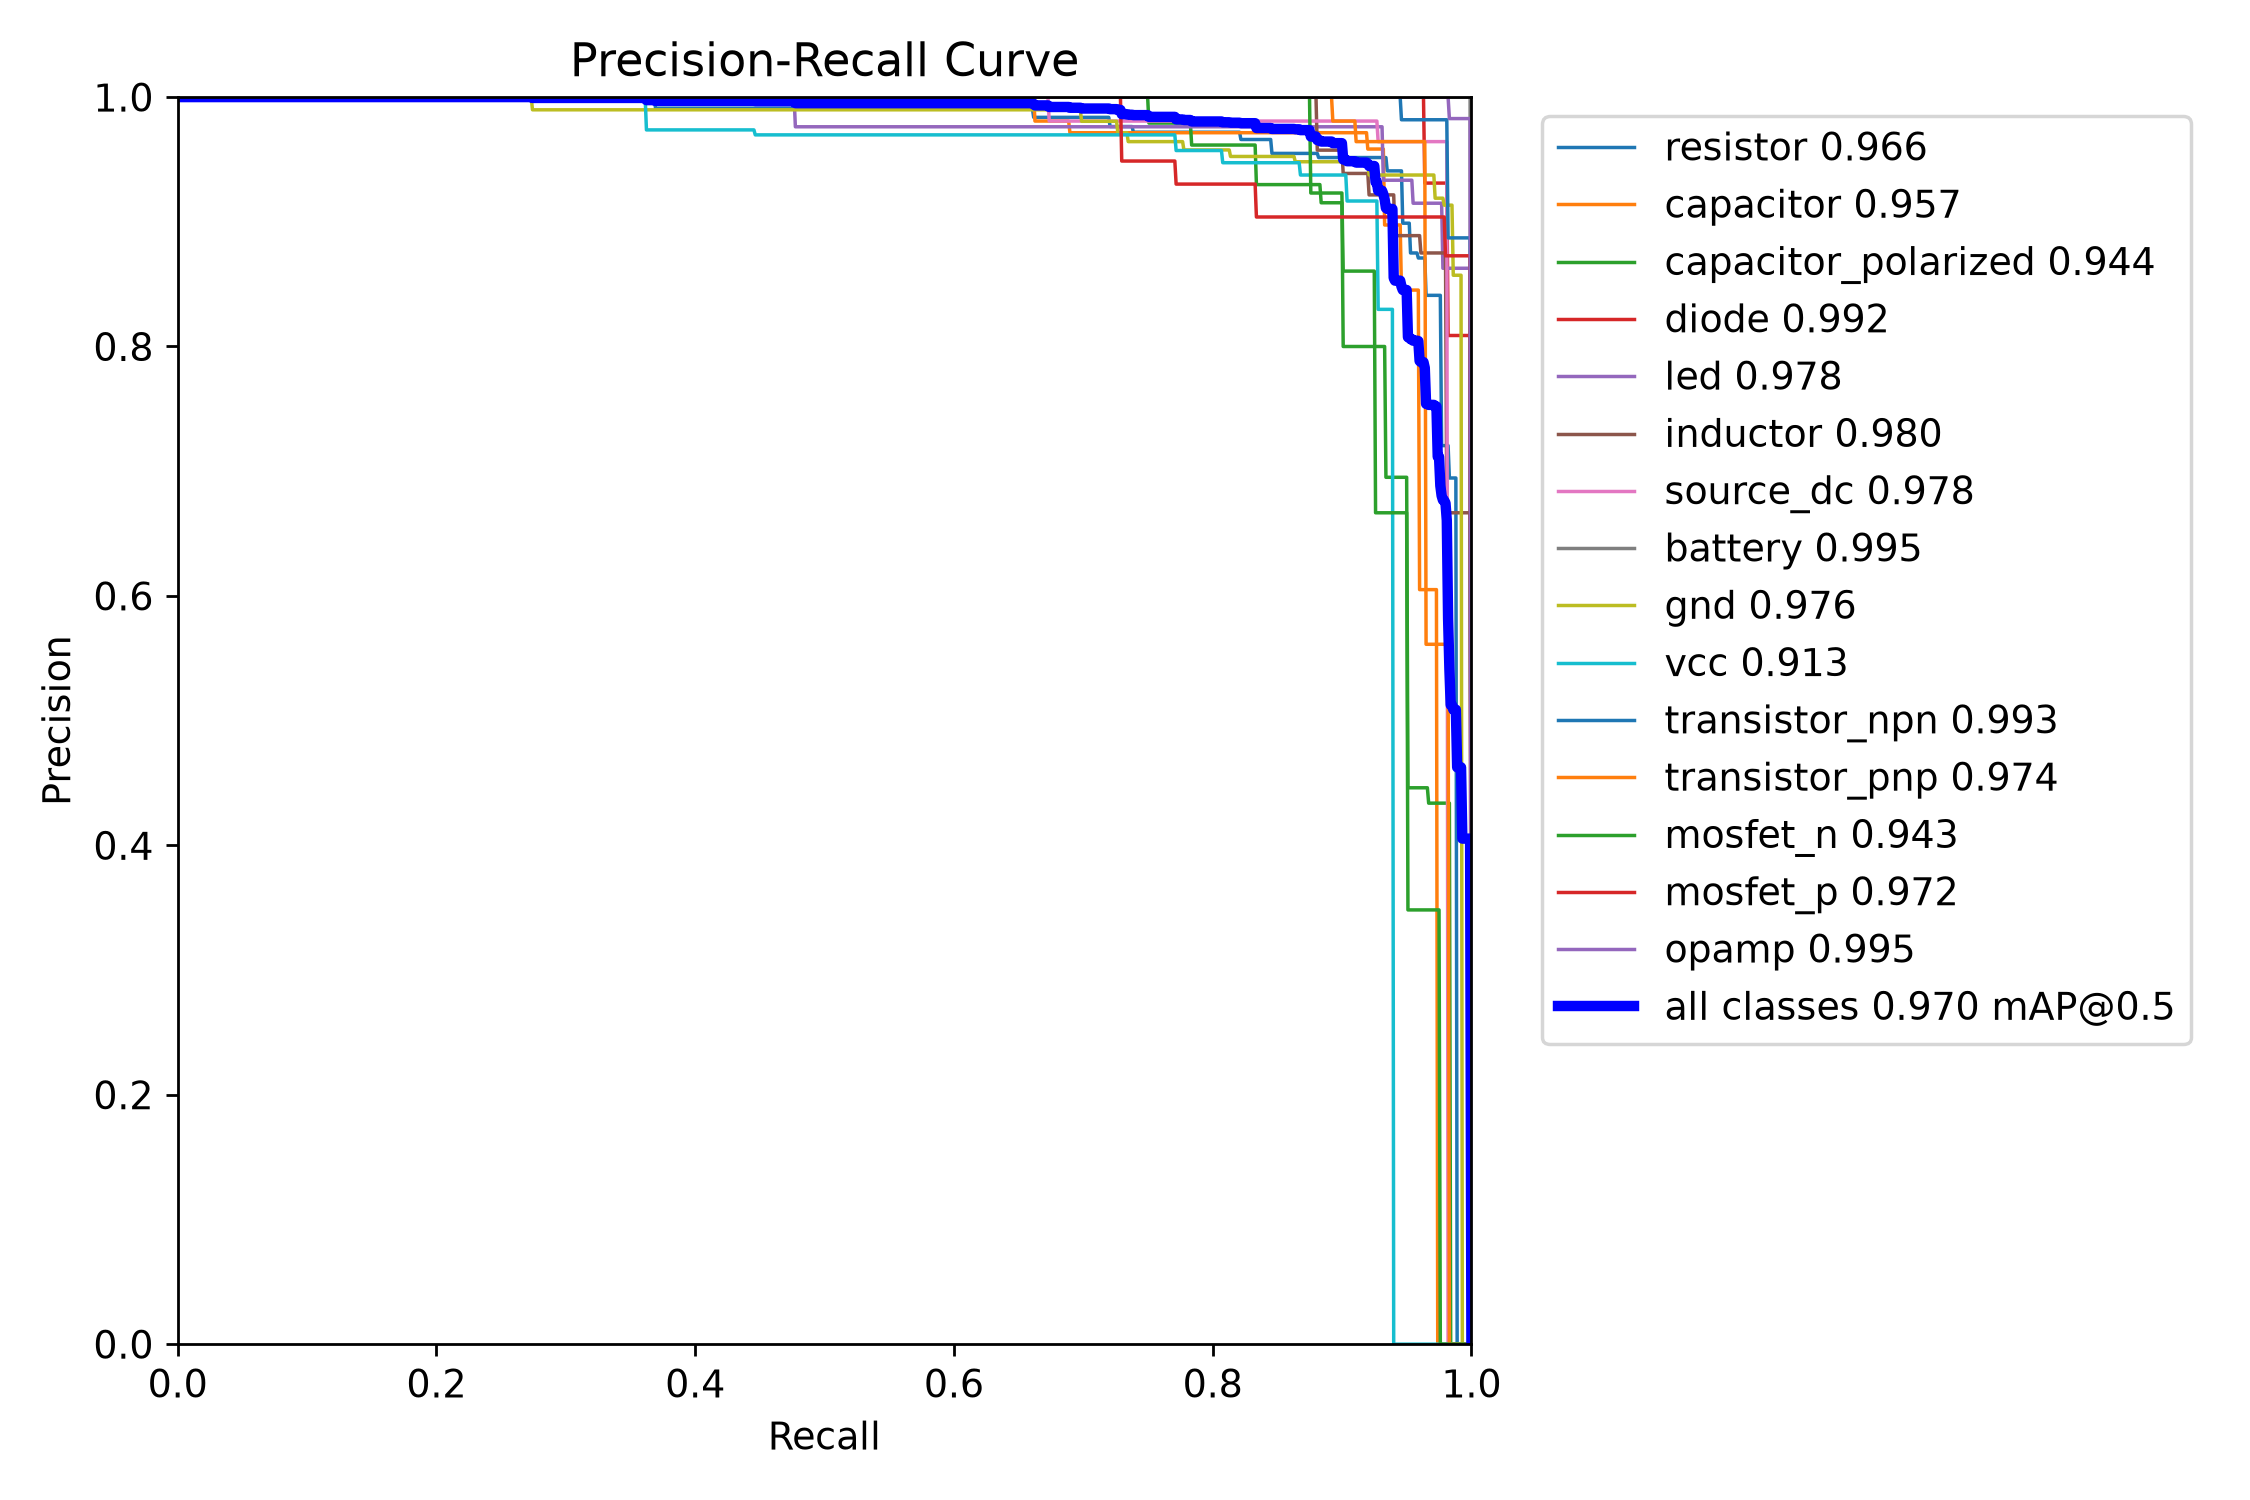 Precision-Recall Curve
1.0
0.8
0.6
0.4
0.2
0.0
Precision
0.0 0.2 0.4 0.6 0.8 1.0
Recall
resistor 0.966
capacitor 0.957
capacitor_polarized 0.944
diode 0.992
led 0.978
inductor 0.980
source_dc 0.978
battery 0.995
gnd 0.976
vcc 0.913
transistor_npn 0.993
transistor_pnp 0.974
mosfet_n 0.943
mosfet_p 0.972
opamp 0.995
all classes 0.970 mAP@0.5